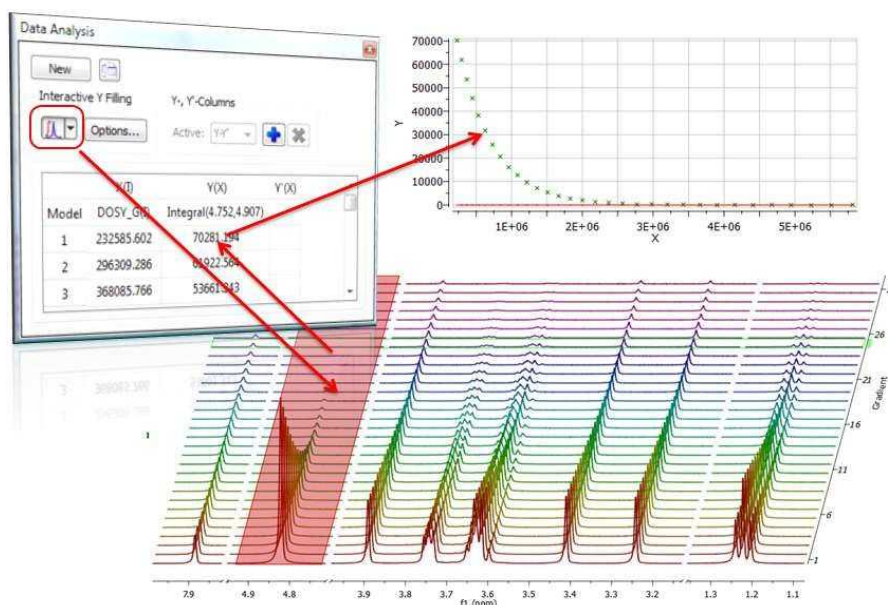 Data Analysis
New
Interactive Y Filling
Y-, Y'-Columns
Options...
Active: Y-Y'
X(I) Y(X) Y'(X)
Model DOSY_G(I) Integral(4.752,4.907)
1 232585.602 70281.194
2 296309.286 61922.564
3 368085.766 53661.343
70000
60000
50000
40000
30000
20000
10000
0
Y
1E+06 2E+06 3E+06 4E+06 5E+06
X
26
21
16
11
6
1
Gradient
7.9 4.9 4.8 3.9 3.8 3.7 3.6 3.5 3.4 3.3 3.2 1.3 1.2 1.1
f1 (ppm)